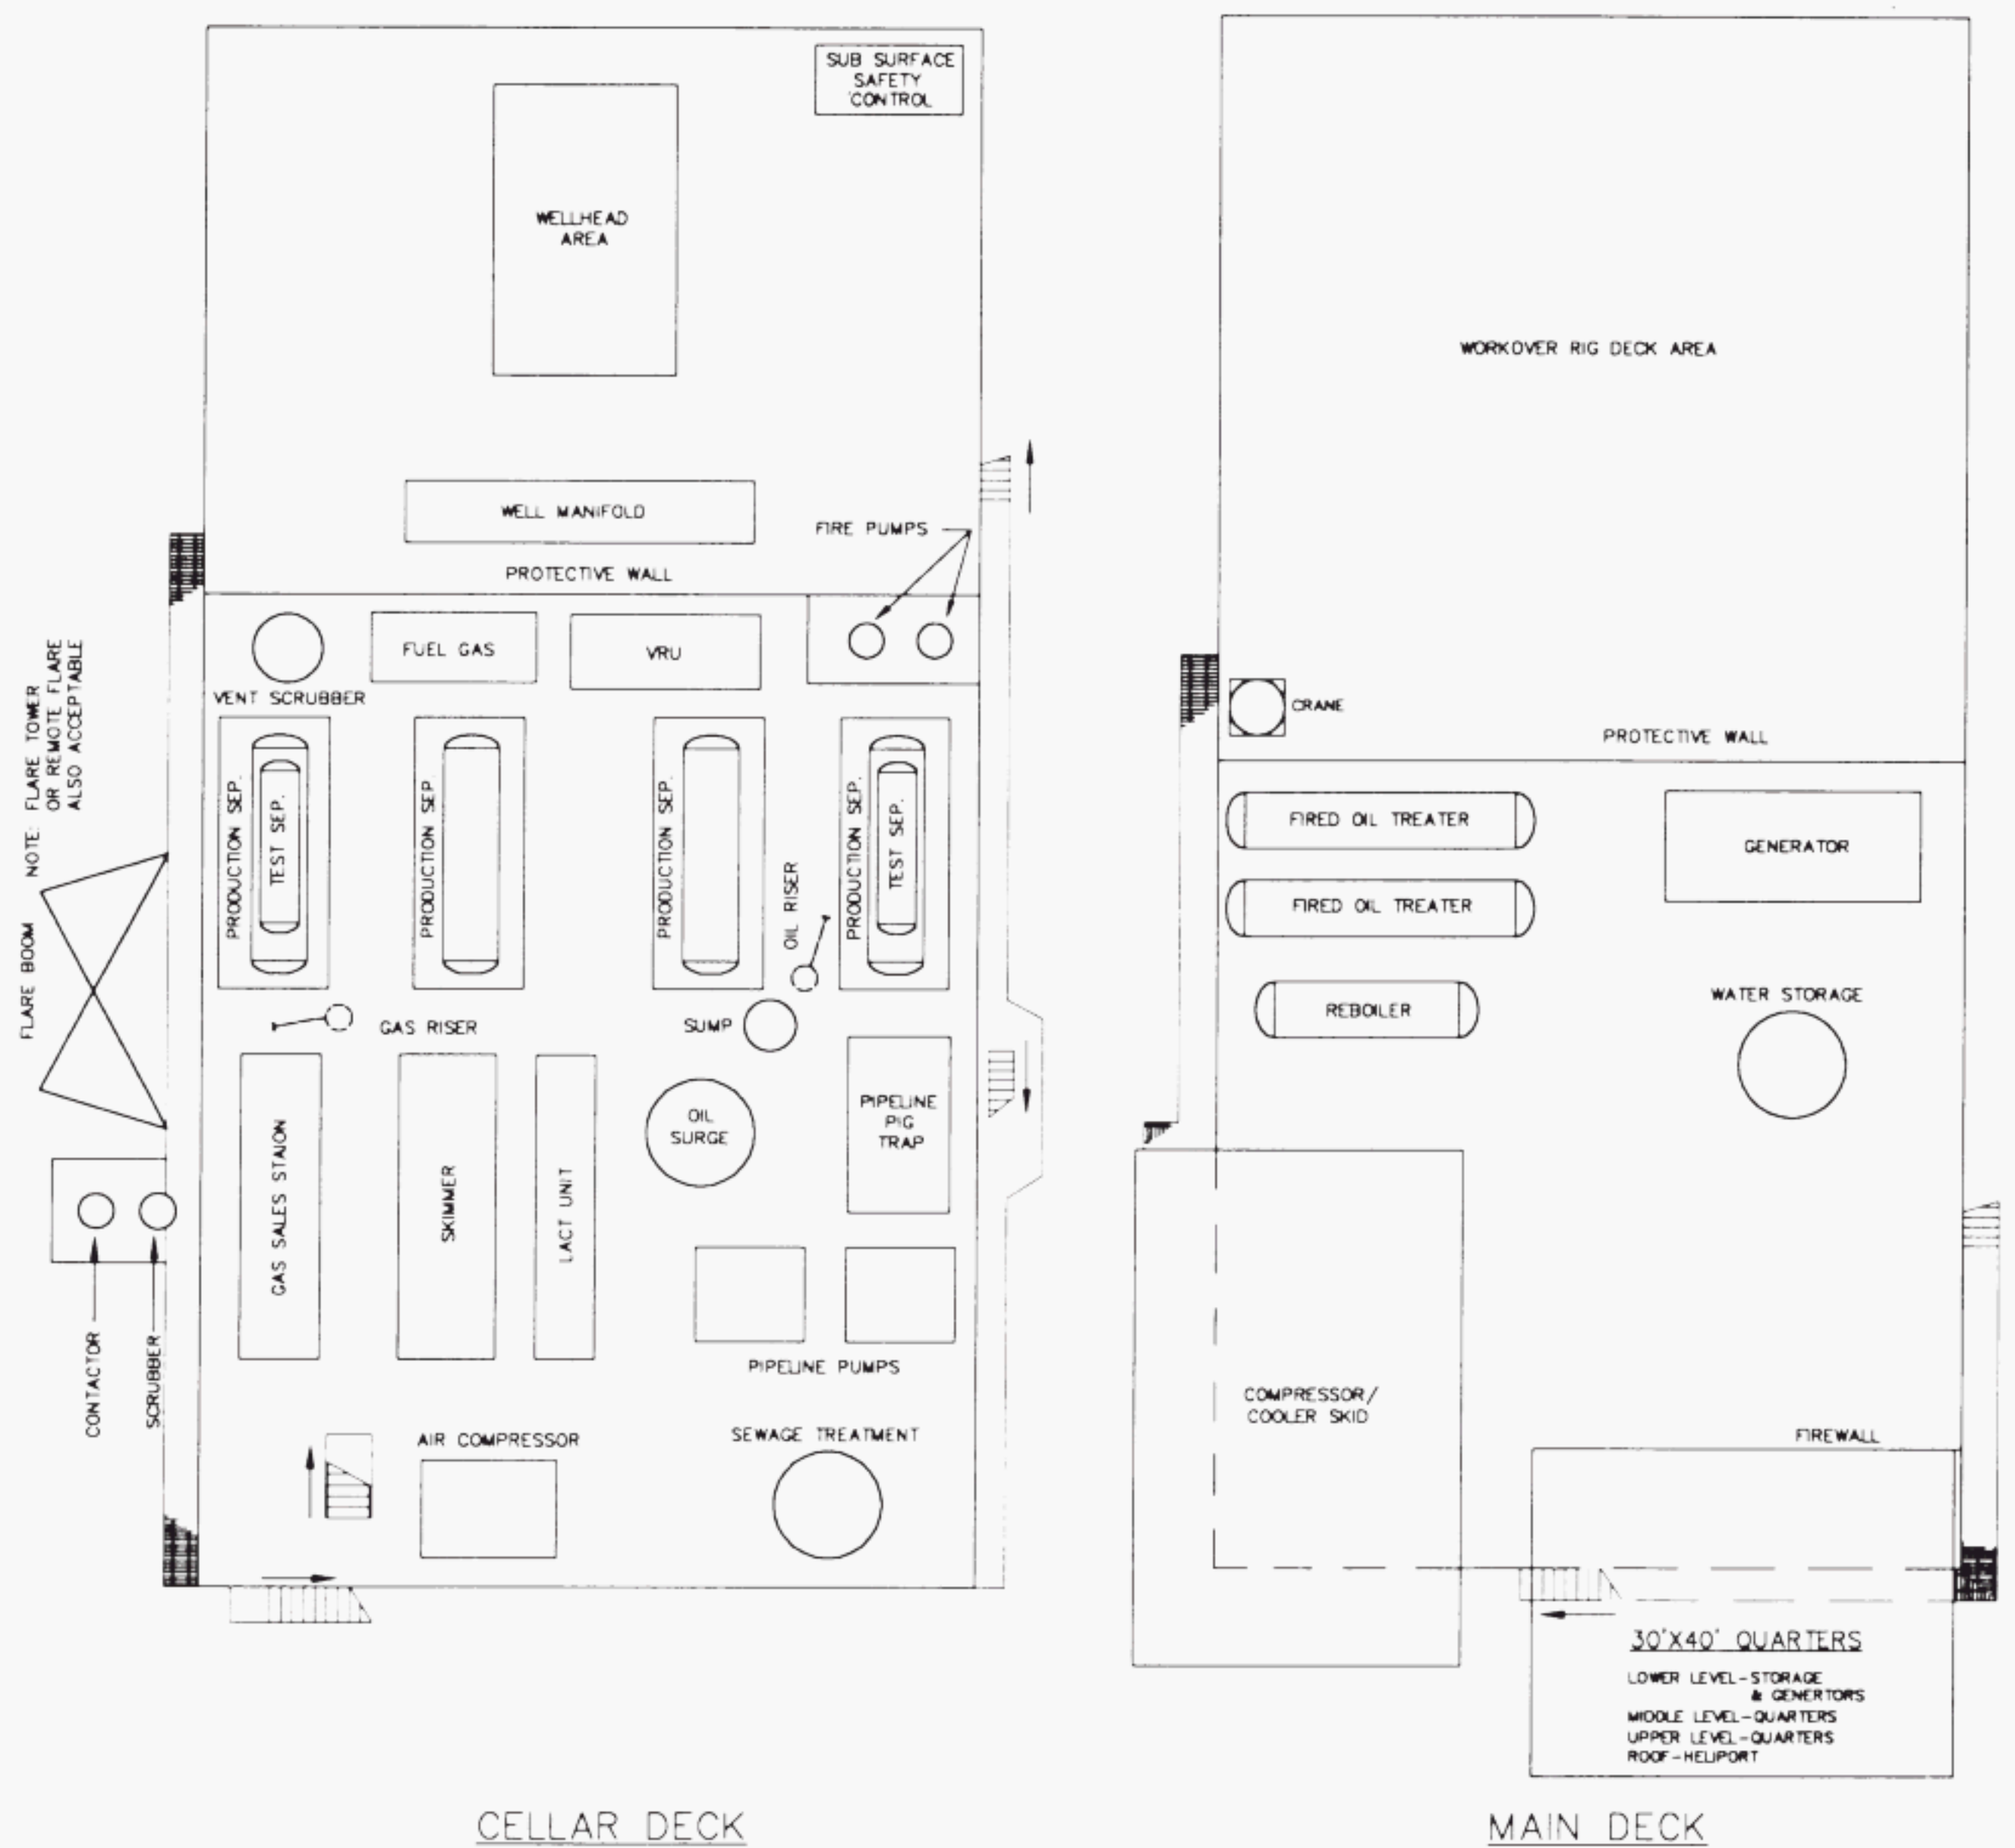 SUB SURFACE
SAFETY
CONTROL
WELLHEAD
AREA
WELL MANIFOLD
FIRE PUMPS
PROTECTIVE WALL
FUEL GAS
VRU
VENT SCRUBBER
PRODUCTION SEP.
TEST SEP.
PRODUCTION SEP.
PRODUCTION SEP.
OIL RISER
PRODUCTION SEP.
TEST SEP.
FLARE BOOM
NOTE: FLARE TOWER
OR REMOTE FLARE
ALSO ACCEPTABLE
GAS RISER
SUMP
GAS SALES STAION
SKIMMER
LACT UNIT
OIL
SURGE
PIPELINE
PIG
TRAP
CONTACTOR
SCRUBBER
PIPELINE PUMPS
AIR COMPRESSOR
SEWAGE TREATMENT
CELLAR DECK
WORKOVER RIG DECK AREA
CRANE
PROTECTIVE WALL
FIRED OIL TREATER
GENERATOR
FIRED OIL TREATER
REBOILER
WATER STORAGE
COMPRESSOR/
COOLER SKID
FIREWALL
30'X40' QUARTERS
LOWER LEVEL-STORAGE
& GENERTORS
MIDDLE LEVEL-QUARTERS
UPPER LEVEL-QUARTERS
ROOF-HELIPORT
MAIN DECK